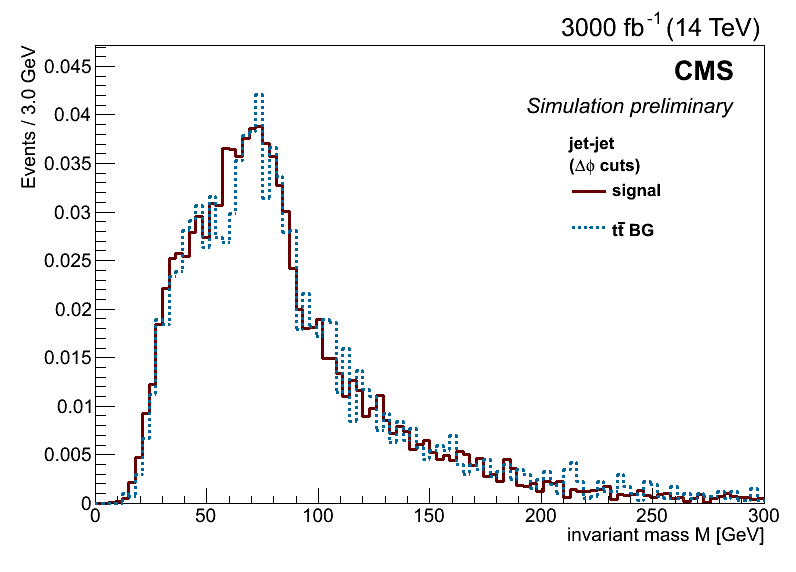 3000 fb-1 (14 TeV)
Events / 3.0 GeV
0.045
0.04
0.035
0.03
0.025
0.02
0.015
0.01
0.005
0
CMS
Simulation preliminary
jet-jet
(Δϕ cuts)
signal
tt̄ BG
0 50 100 150 200 250 300
invariant mass M [GeV]